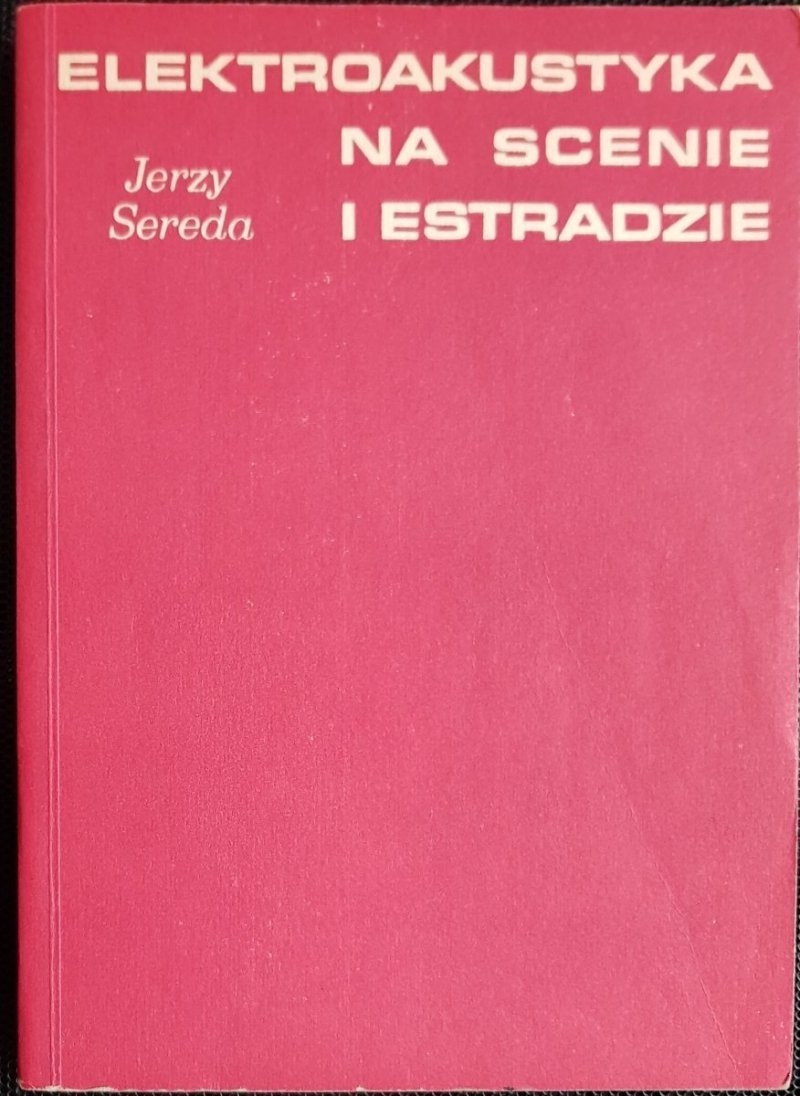 ELEKTROAKUSTYKA
NA SCENIE
I ESTRADZIE
Jerzy
Sereda